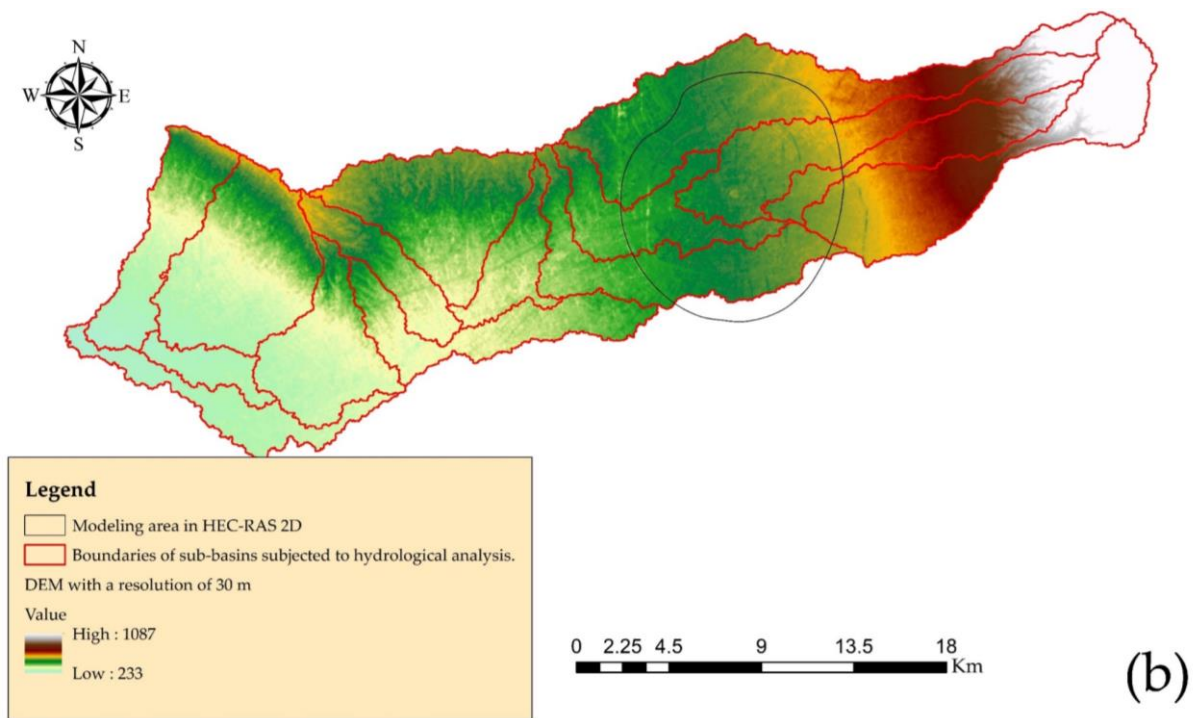 N
W E
S
Legend
Modeling area in HEC-RAS 2D
Boundaries of sub-basins subjected to hydrological analysis.
DEM with a resolution of 30 m
Value
High : 1087
Low : 233
0 2.25 4.5 9 13.5 18
Km
(b)